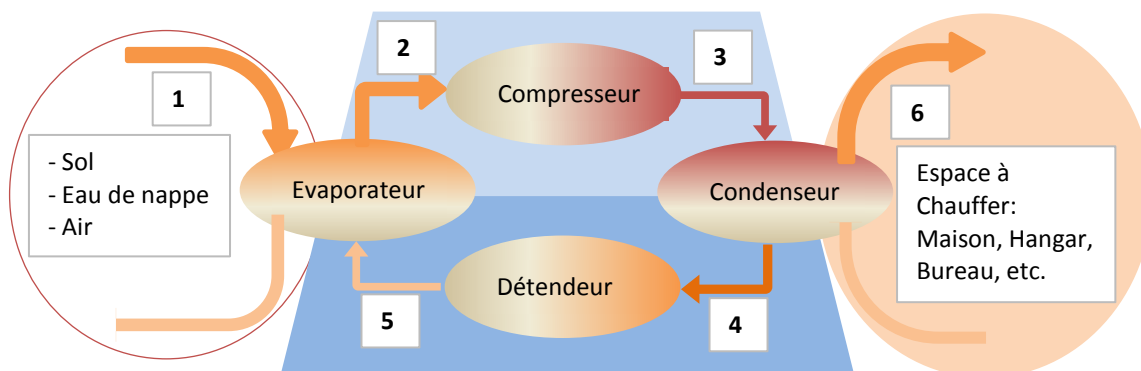 1
- Sol
- Eau de nappe
- Air
Evaporateur
2
Compresseur
3
Condenseur
6
Espace à
Chauffer:
Maison, Hangar,
Bureau, etc.
4
Détendeur
5